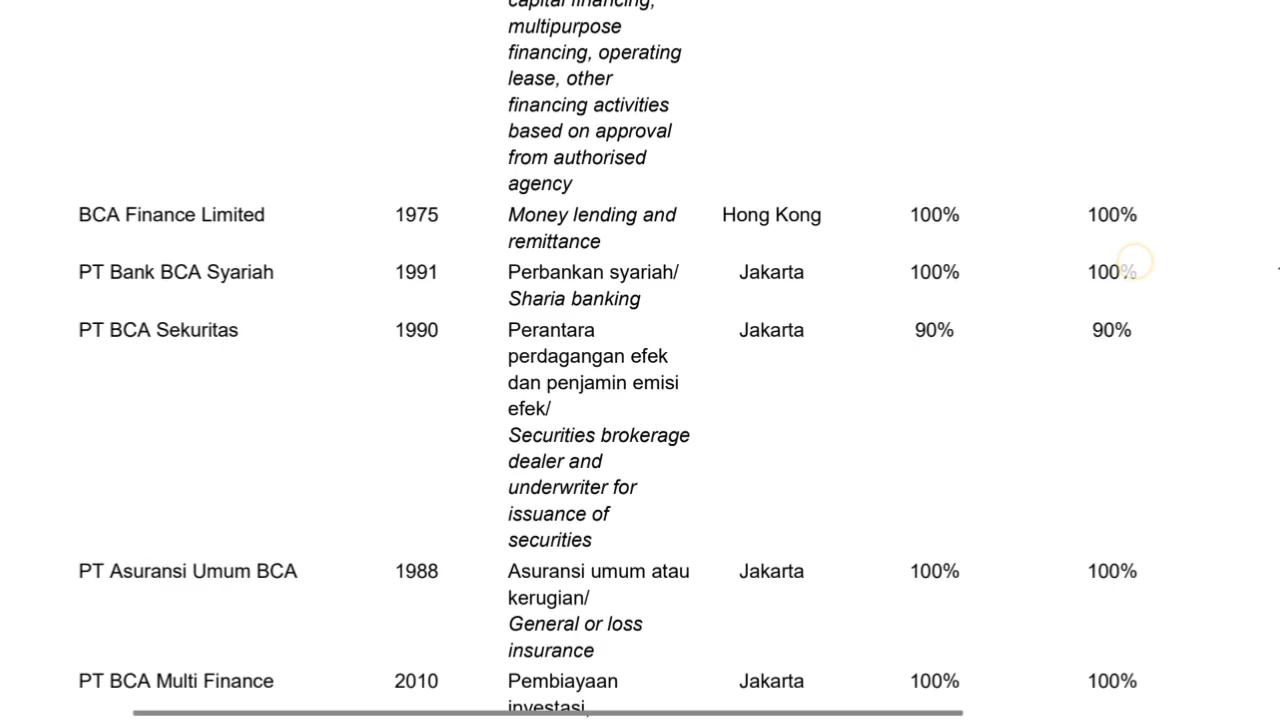 capital financing,
multipurpose
financing, operating
lease, other
financing activities
based on approval
from authorised
agency
BCA Finance Limited 1975 Money lending and Hong Kong 100% 100%
remittance
PT Bank BCA Syariah 1991 Perbankan syariah/ Jakarta 100% 100%
Sharia banking
PT BCA Sekuritas 1990 Perantara Jakarta 90% 90%
perdagangan efek
dan penjamin emisi
efek/
Securities brokerage
dealer and
underwriter for
issuance of
securities
PT Asuransi Umum BCA 1988 Asuransi umum atau Jakarta 100% 100%
kerugian/
General or loss
insurance
PT BCA Multi Finance 2010 Pembiayaan Jakarta 100% 100%
investasi,